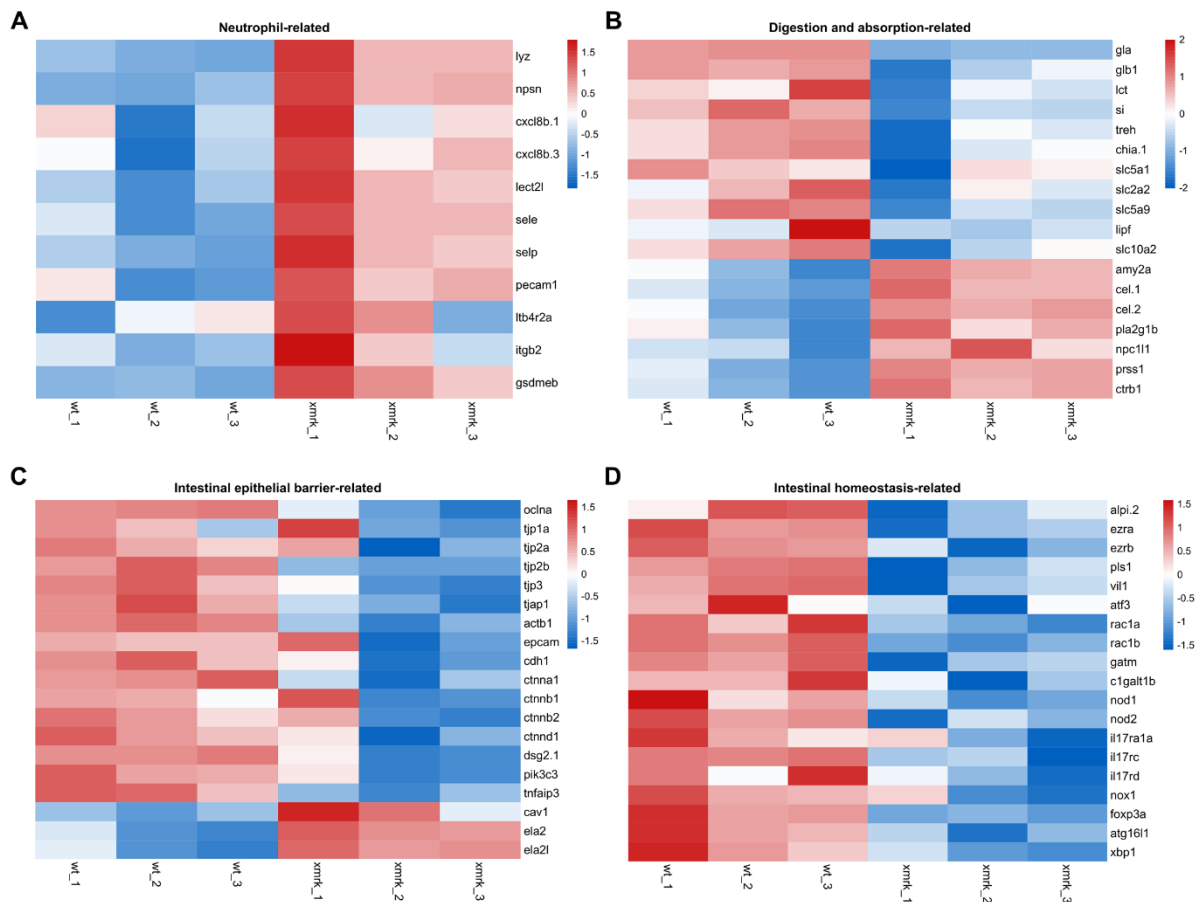 A
Neutrophil-related
lyz
npsn
cxcl8b.1
cxcl8b.3
lect2l
sele
selp
pecam1
ltb4r2a
itgb2
gsdmeb
1.5
1
0.5
0
-0.5
-1
-1.5
wt_1
wt_2
wt_3
xmrk_1
xmrk_2
xmrk_3
B
Digestion and absorption-related
gla
glb1
lct
si
treh
chia.1
slc5a1
slc2a2
slc5a9
lipf
slc10a2
amy2a
cel.1
cel.2
pla2g1b
npc1l1
prss1
ctrb1
2
1
0
-1
-2
wt_1
wt_2
wt_3
xmrk_1
xmrk_2
xmrk_3
C
Intestinal epithelial barrier-related
oclna
tjp1a
tjp2a
tjp2b
tjp3
tjap1
actb1
epcam
cdh1
ctnna1
ctnnb1
ctnnb2
ctnnd1
dsg2.1
pik3c3
tnfaip3
cav1
ela2
ela2l
1.5
1
0.5
0
-0.5
-1
-1.5
wt_1
wt_2
wt_3
xmrk_1
xmrk_2
xmrk_3
D
Intestinal homeostasis-related
alpi.2
ezra
ezrb
pls1
vil1
atf3
rac1a
rac1b
gatm
c1galt1b
nod1
nod2
il17ra1a
il17rc
il17rd
nox1
foxp3a
atg16l1
xbp1
1.5
1
0.5
0
-0.5
-1
-1.5
wt_1
wt_2
wt_3
xmrk_1
xmrk_2
xmrk_3